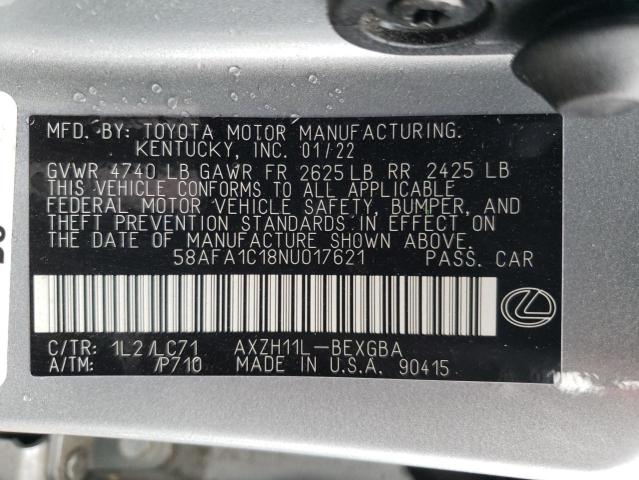 MFD. BY: TOYOTA MOTOR MANUFACTURING.
KENTUCKY, INC. 01/22
GVWR 4740 LB GAWR FR 2625 LB RR 2425 LB
THIS VEHICLE CONFORMS TO ALL APPLICABLE
FEDERAL MOTOR VEHICLE SAFETY, BUMPER, AND
THEFT PREVENTION STANDARDS IN EFFECT ON
THE DATE OF MANUFACTURE SHOWN ABOVE.
58AFA1C18NU017621 PASS. CAR
C/TR: 1L2/LC71 AXZH11L-BEXGBA
A/TM: /P710 MADE IN U.S.A. 90415